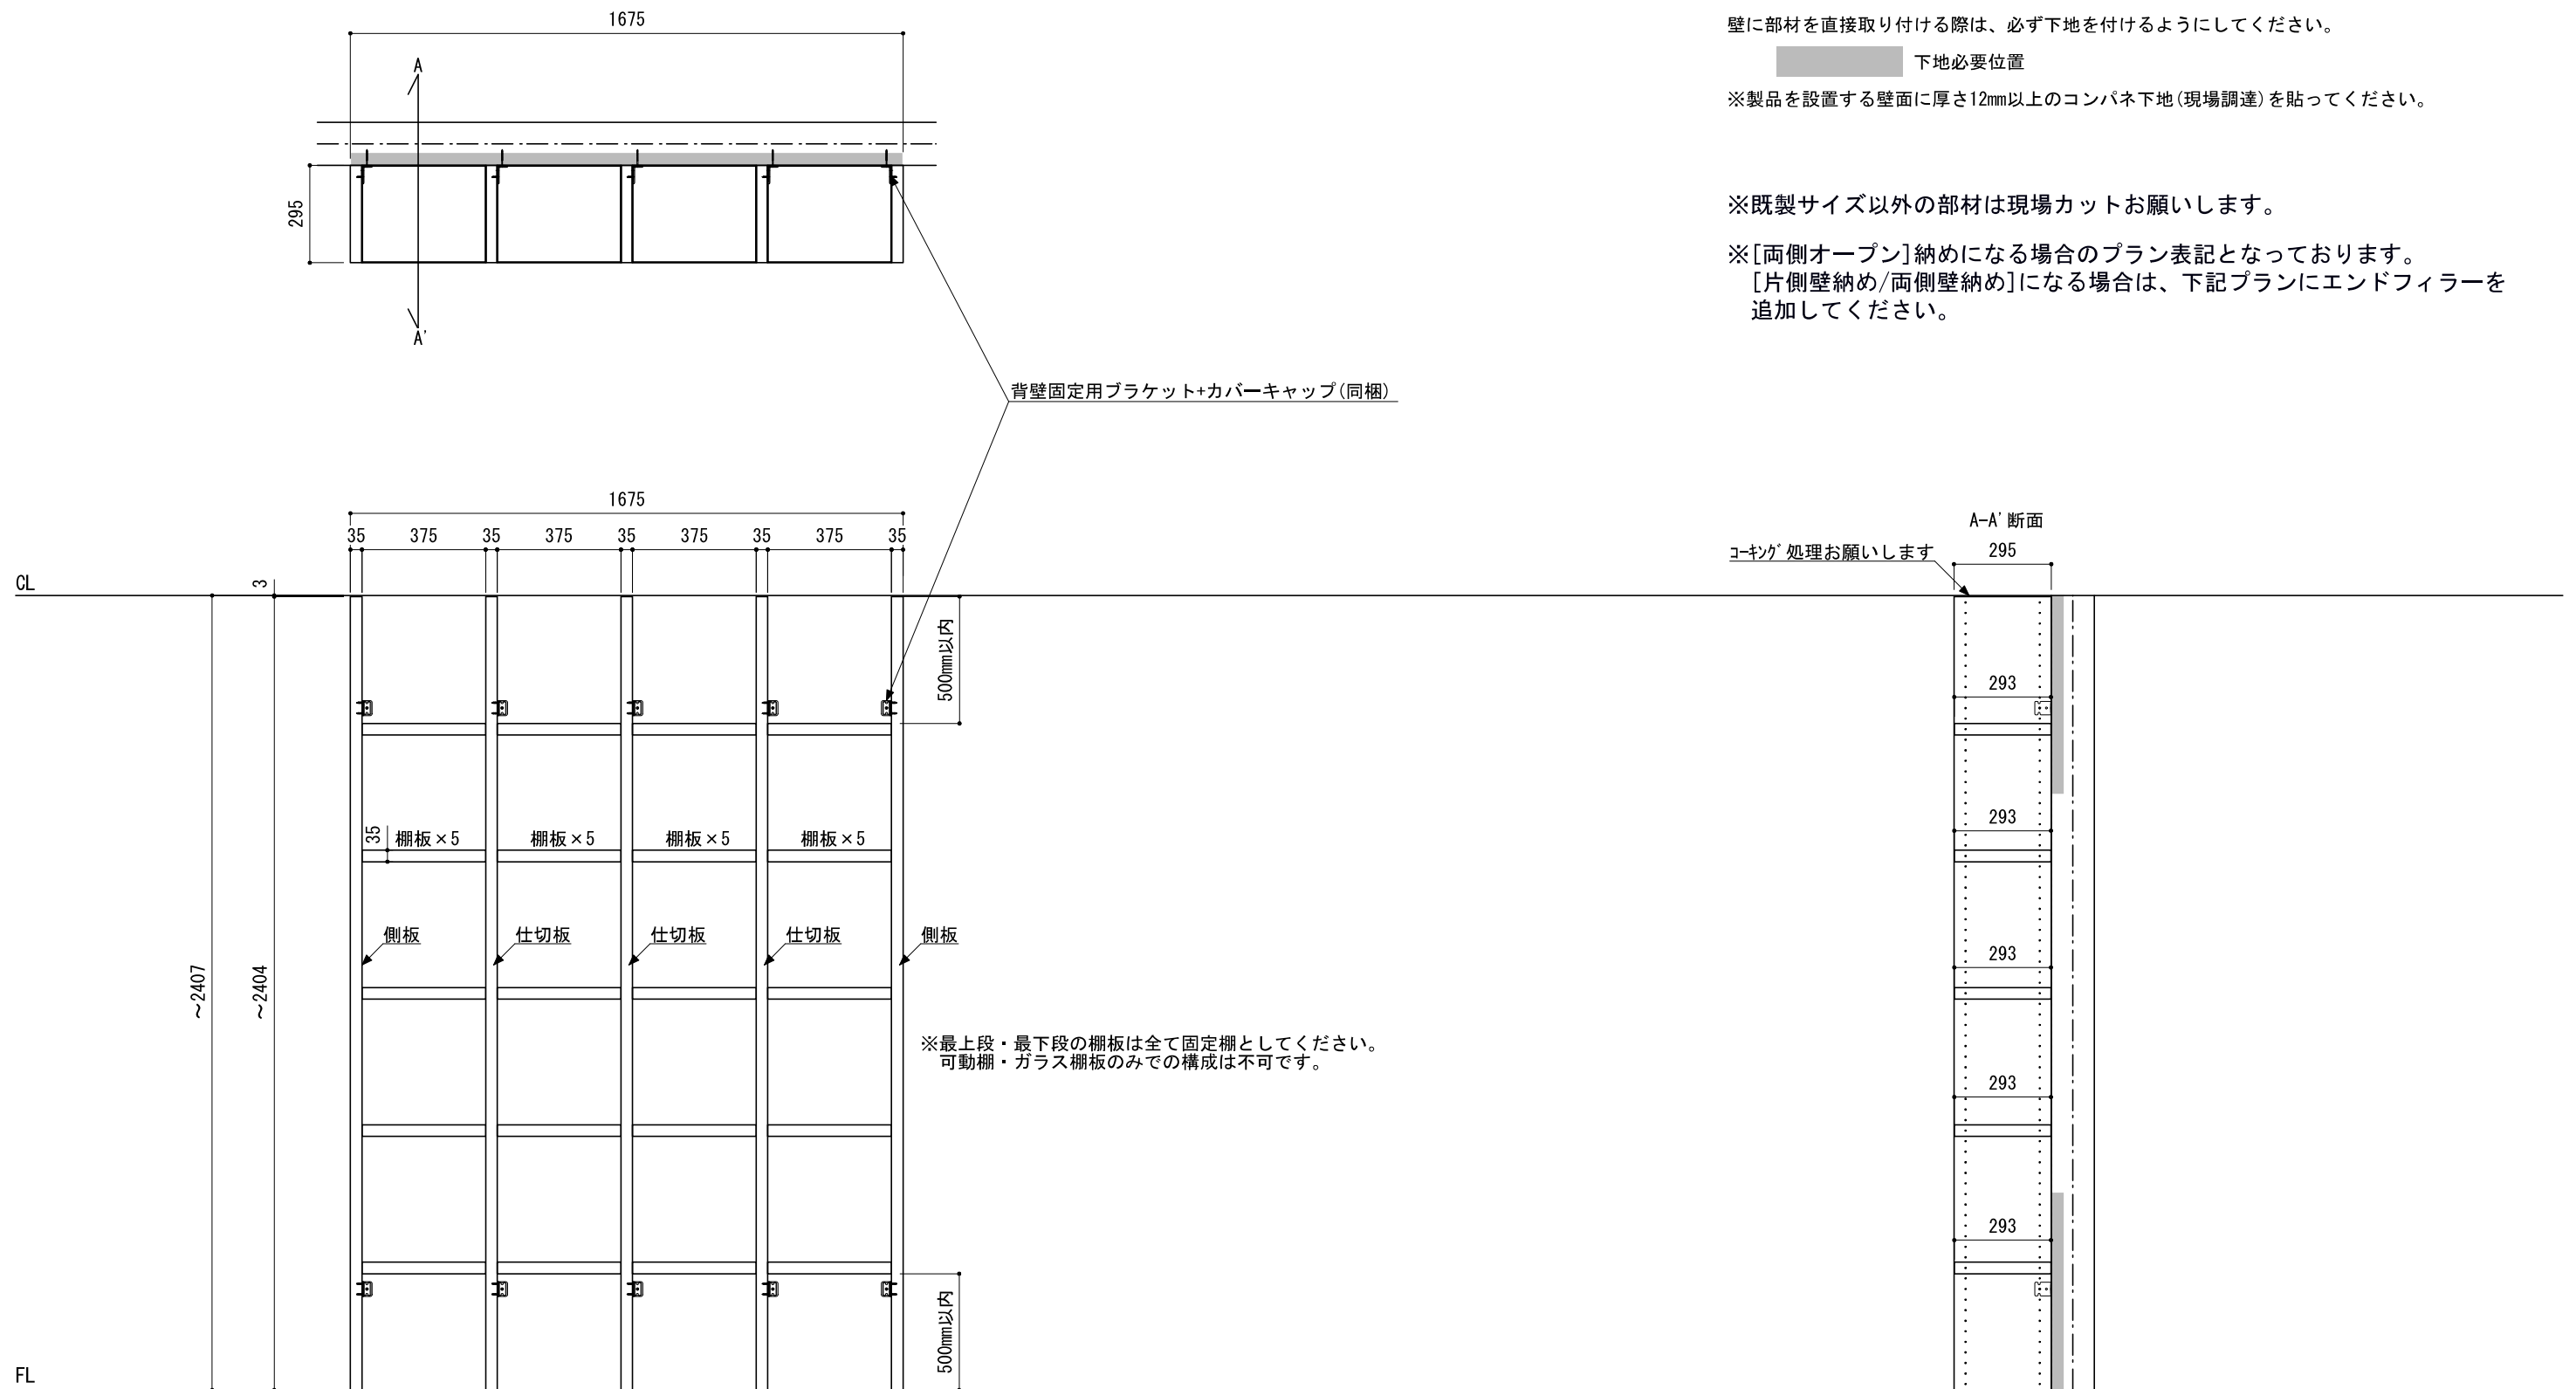 1675
A
295
A'
壁に部材を直接取り付ける際は、必ず下地を付けるようにしてください。
下地必要位置
※製品を設置する壁面に厚さ12mm以上のコンパネ下地(現場調達)を貼ってください。
※既製サイズ以外の部材は現場カットお願いします。
※[両側オープン]納めになる場合のプラン表記となっております。
[片側壁納め/両側壁納め]になる場合は、下記プランにエンドフィラーを
追加してください。
背壁固定用ブラケット+カバーキャップ(同梱)
1675
35 375 35 375 35 375 35 375 35
CL
3
500mm以内
35
棚板×5 棚板×5 棚板×5 棚板×5
側板 仕切板 仕切板 仕切板 側板
~2407
~2404
※最上段・最下段の棚板は全て固定棚としてください。
可動棚・ガラス棚板のみでの構成は不可です。
500mm以内
FL
A-A'断面
ｺｰｷﾝｸﾞ処理お願いします
295
293
293
293
293
293